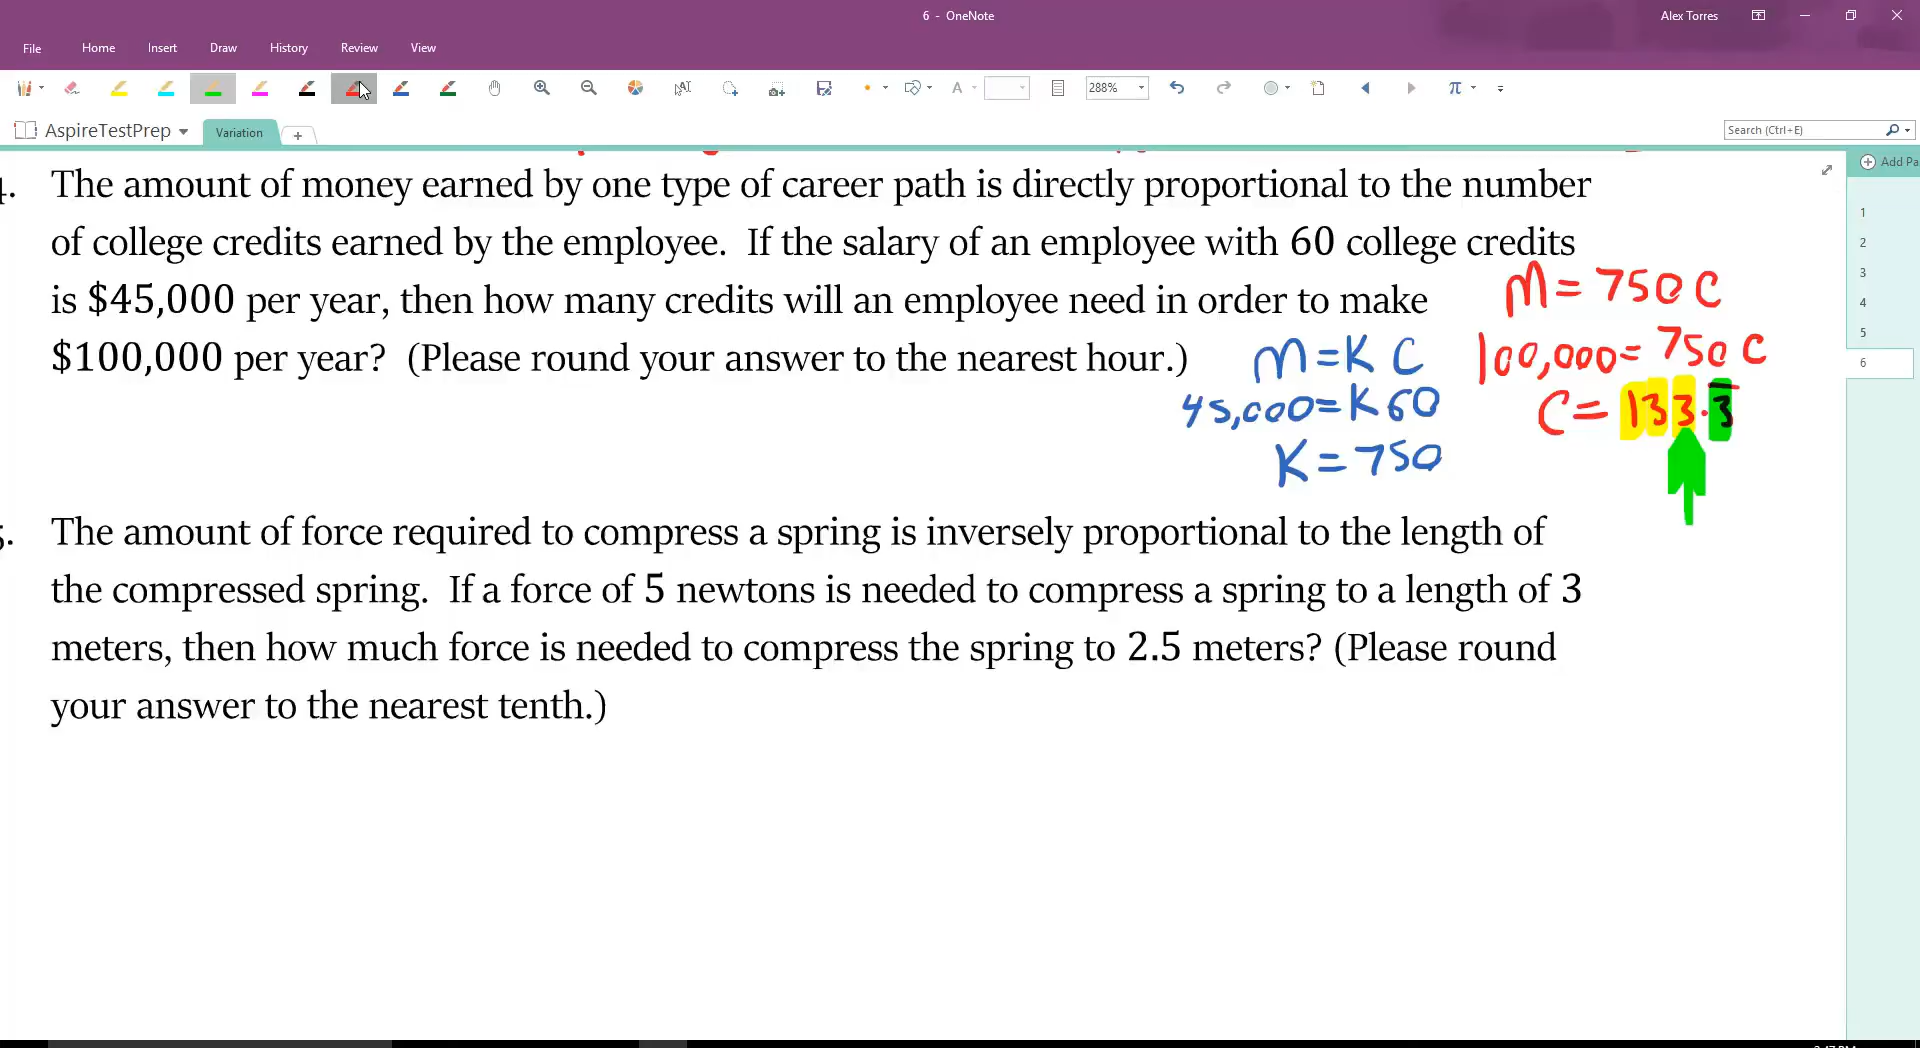 6 - OneNote
Alex Torres
File Home Insert Draw History Review View
288%
AspireTestPrep
Variation
Search (Ctrl+E)
Add Pa
4. The amount of money earned by one type of career path is directly proportional to the number
of college credits earned by the employee. If the salary of an employee with 60 college credits
is $45,000 per year, then how many credits will an employee need in order to make
$100,000 per year? (Please round your answer to the nearest hour.)
M = K C
45,000 = K 60
K = 750
M = 750 C
100,000 = 750 C
C = 133.3̅
5. The amount of force required to compress a spring is inversely proportional to the length of
the compressed spring. If a force of 5 newtons is needed to compress a spring to a length of 3
meters, then how much force is needed to compress the spring to 2.5 meters? (Please round
your answer to the nearest tenth.)
1
2
3
4
5
6